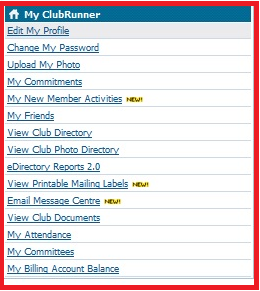 My ClubRunner
Edit My Profile
Change My Password
Upload My Photo
My Commitments
My New Member Activities NEW!
My Friends
View Club Directory
View Club Photo Directory
eDirectory Reports 2.0
View Printable Mailing Labels NEW!
Email Message Centre NEW!
View Club Documents
My Attendance
My Committees
My Billing Account Balance